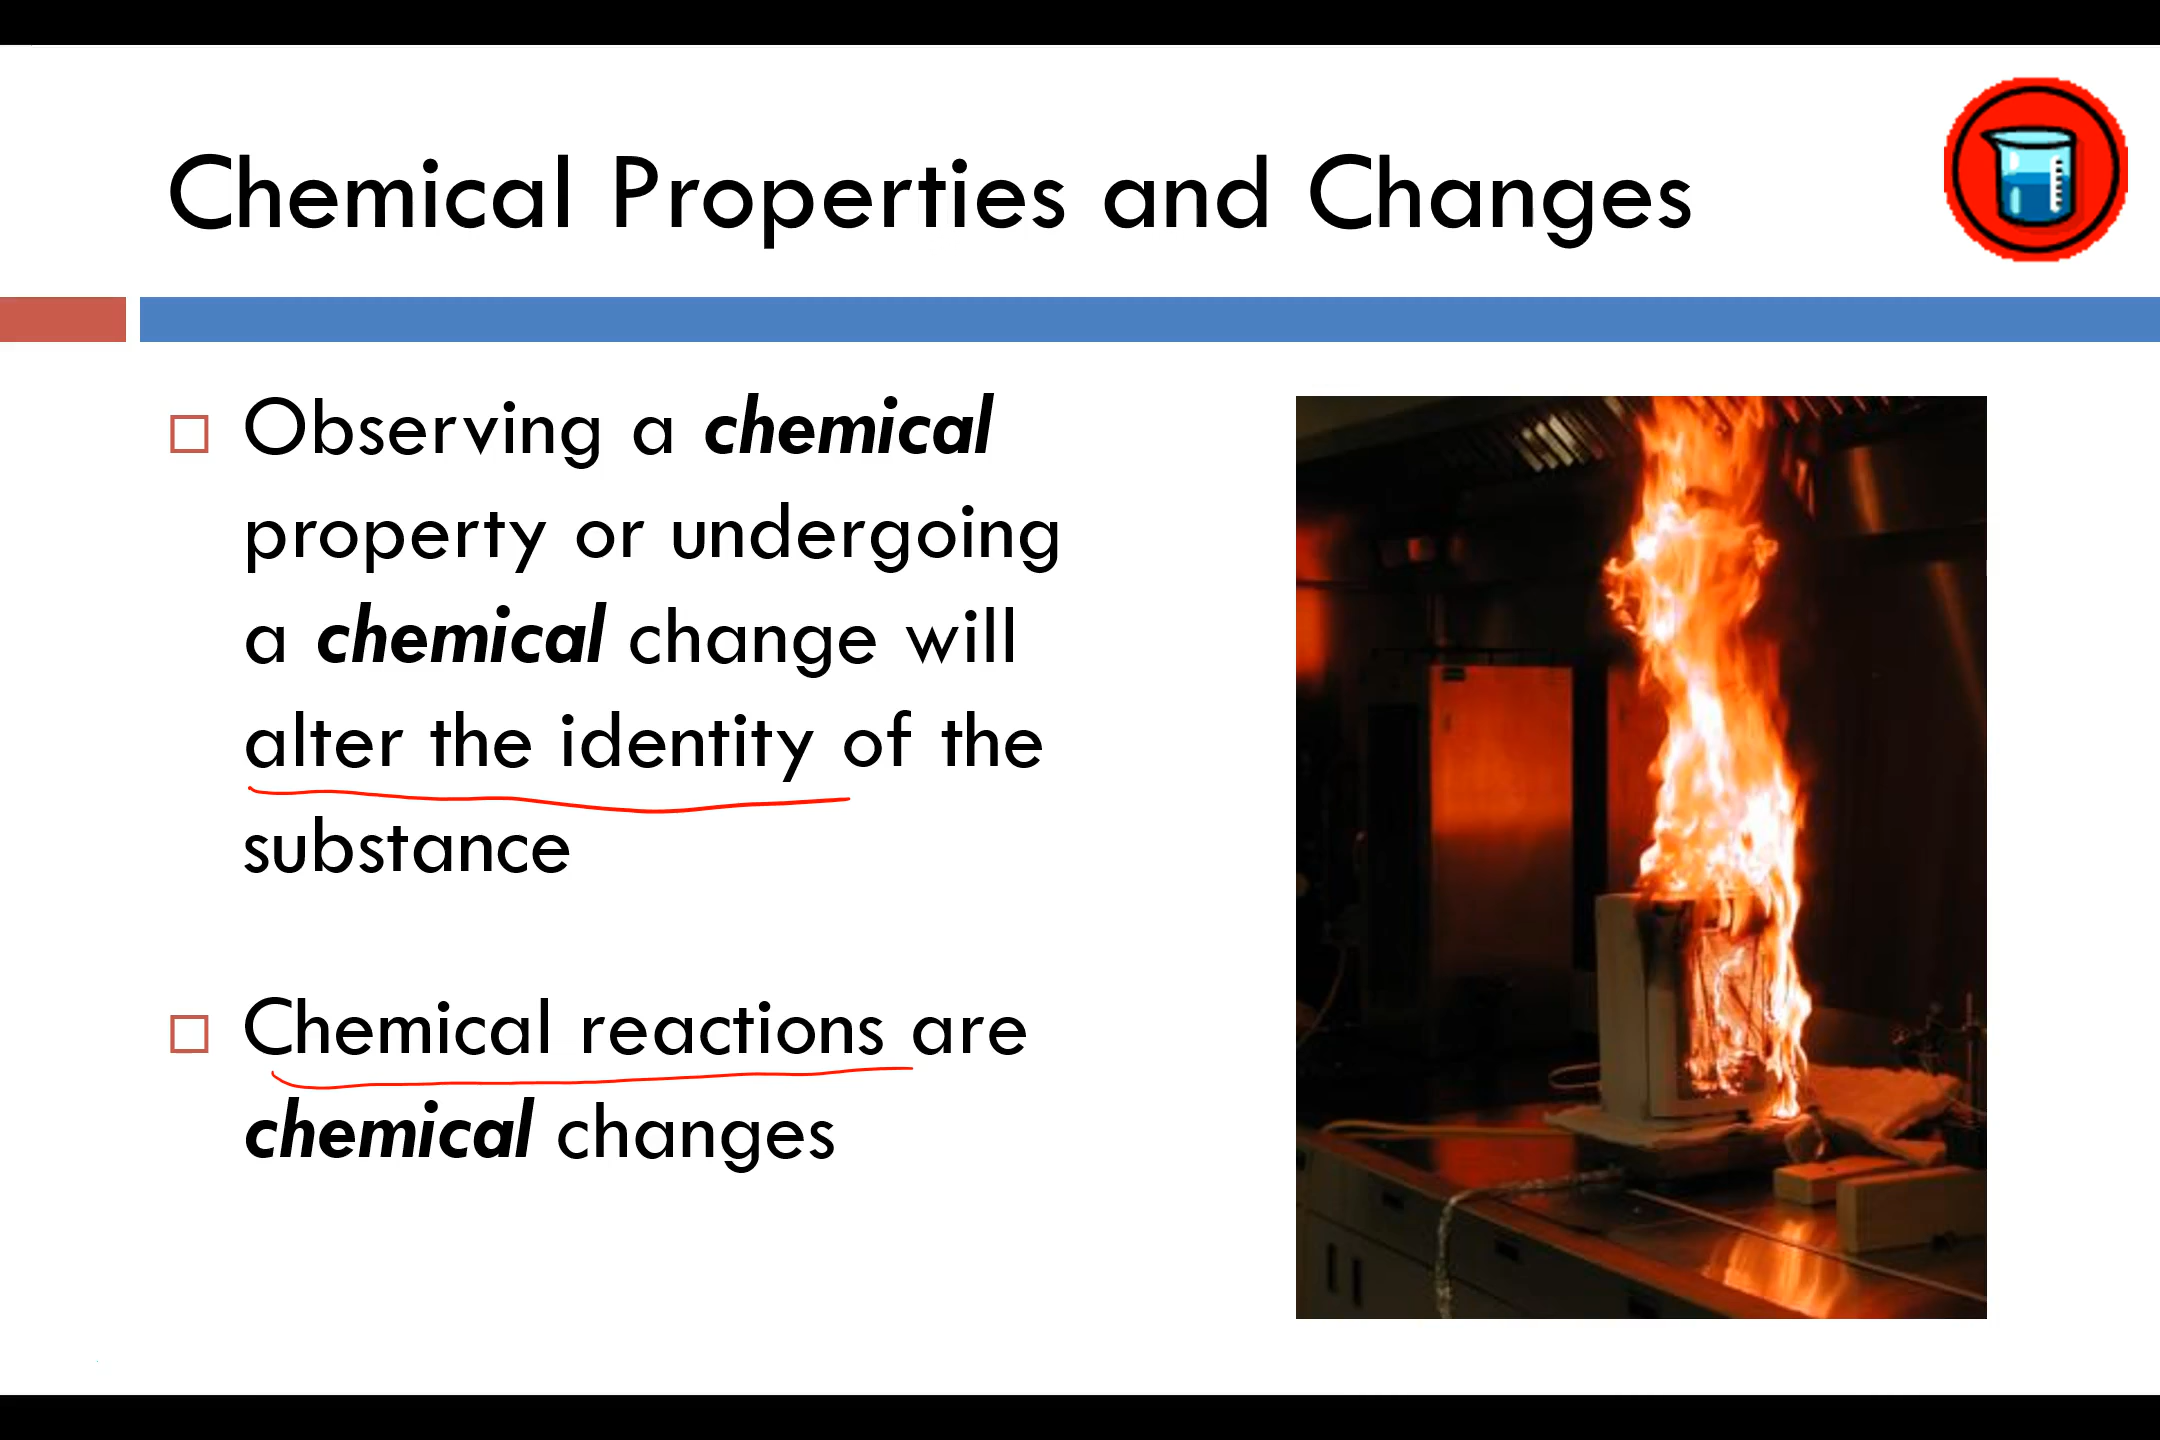 Chemical Properties and Changes
Observing a chemical
property or undergoing
a chemical change will
alter the identity of the
substance
Chemical reactions are
chemical changes